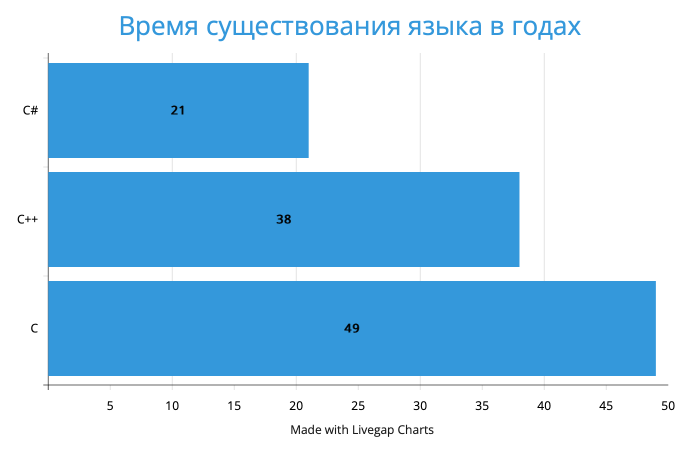 Время существования языка в годах
C#
21
C++
38
C
49
5 10 15 20 25 30 35 40 45 50
Made with Livegap Charts